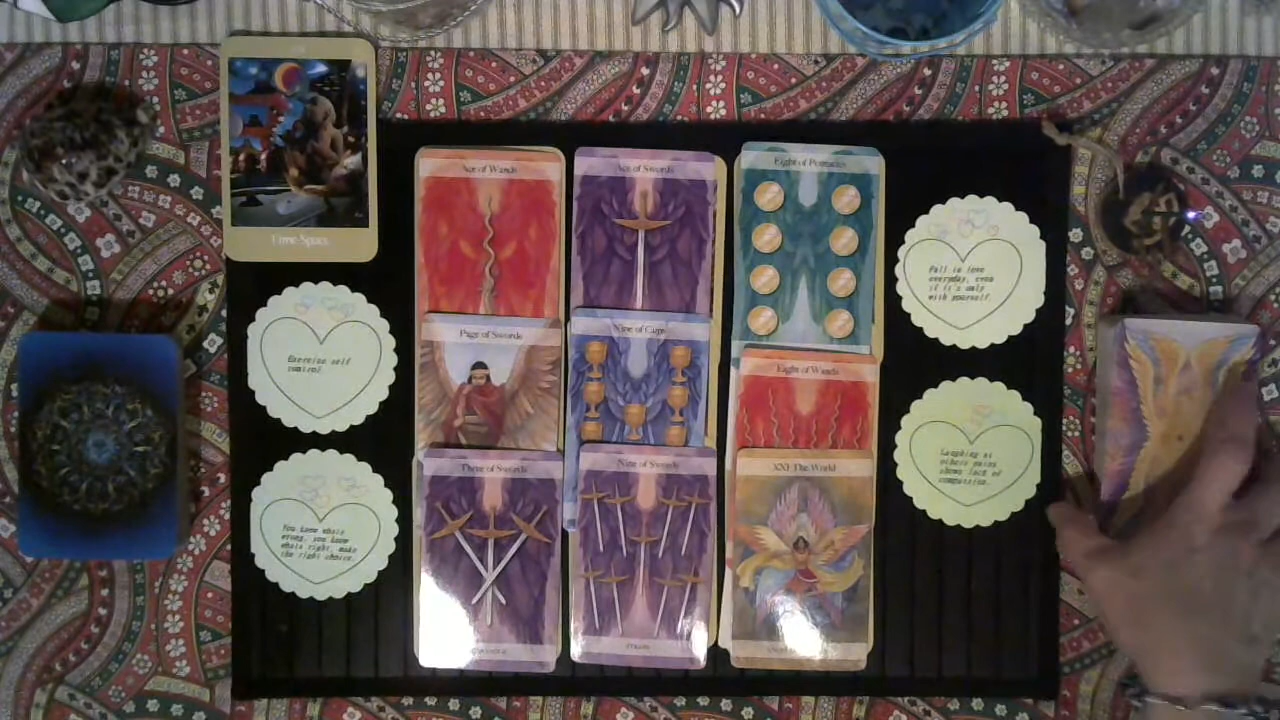 Time-Space
Ace of Wands
Ace of Swords
Eight of Pentacles
Page of Swords
Nine of Cups
Eight of Wands
Three of Swords
Nine of Swords
XXI The World
Exercise self
control.
You know whats
wrong, you know
whats right, make
the right choice.
Fall in love
everyday, even
if it's only
with yourself.
Laughing at
others pains
shows lack of
compassion.